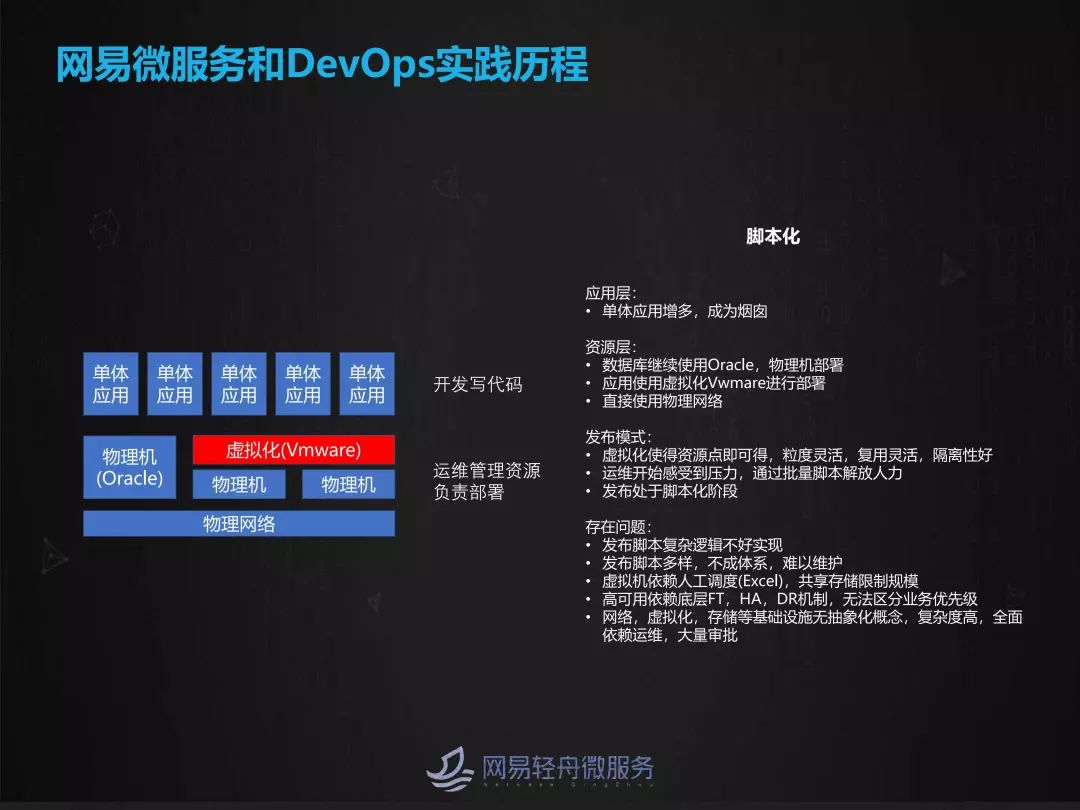 网易微服务和DevOps实践历程
脚本化
应用层：
• 单体应用增多，成为烟囱
资源层：
• 数据库继续使用Oracle，物理机部署
• 应用使用虚拟化Vwmare进行部署
• 直接使用物理网络
发布模式：
• 虚拟化使得资源点即可得，粒度灵活，复用灵活，隔离性好
• 运维开始感受到压力，通过批量脚本解放人力
• 发布处于脚本化阶段
存在问题：
• 发布脚本复杂逻辑不好实现
• 发布脚本多样，不成体系，难以维护
• 虚拟机依赖人工调度(Excel)，共享存储限制规模
• 高可用依赖底层FT，HA，DR机制，无法区分业务优先级
• 网络，虚拟化，存储等基础设施无抽象化概念，复杂度高，全面
依赖运维，大量审批
单体
应用
单体
应用
单体
应用
单体
应用
单体
应用
开发写代码
物理机
(Oracle)
虚拟化(Vmware)
物理机
物理机
运维管理资源
负责部署
物理网络
网易轻舟微服务
Netease QingZhou